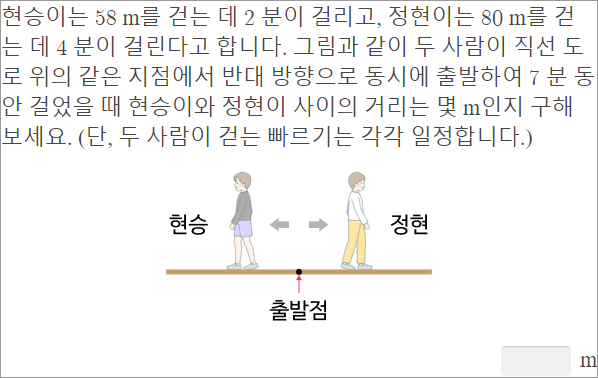 현승이는 58 m를 걷는 데 2 분이 걸리고, 정현이는 80 m를 걷
는 데 4 분이 걸린다고 합니다. 그림과 같이 두 사람이 직선 도
로 위의 같은 지점에서 반대 방향으로 동시에 출발하여 7 분 동
안 걸었을 때 현승이와 정현이 사이의 거리는 몇 m인지 구해
보세요. (단, 두 사람이 걷는 빠르기는 각각 일정합니다.)
현승 정현
출발점
m